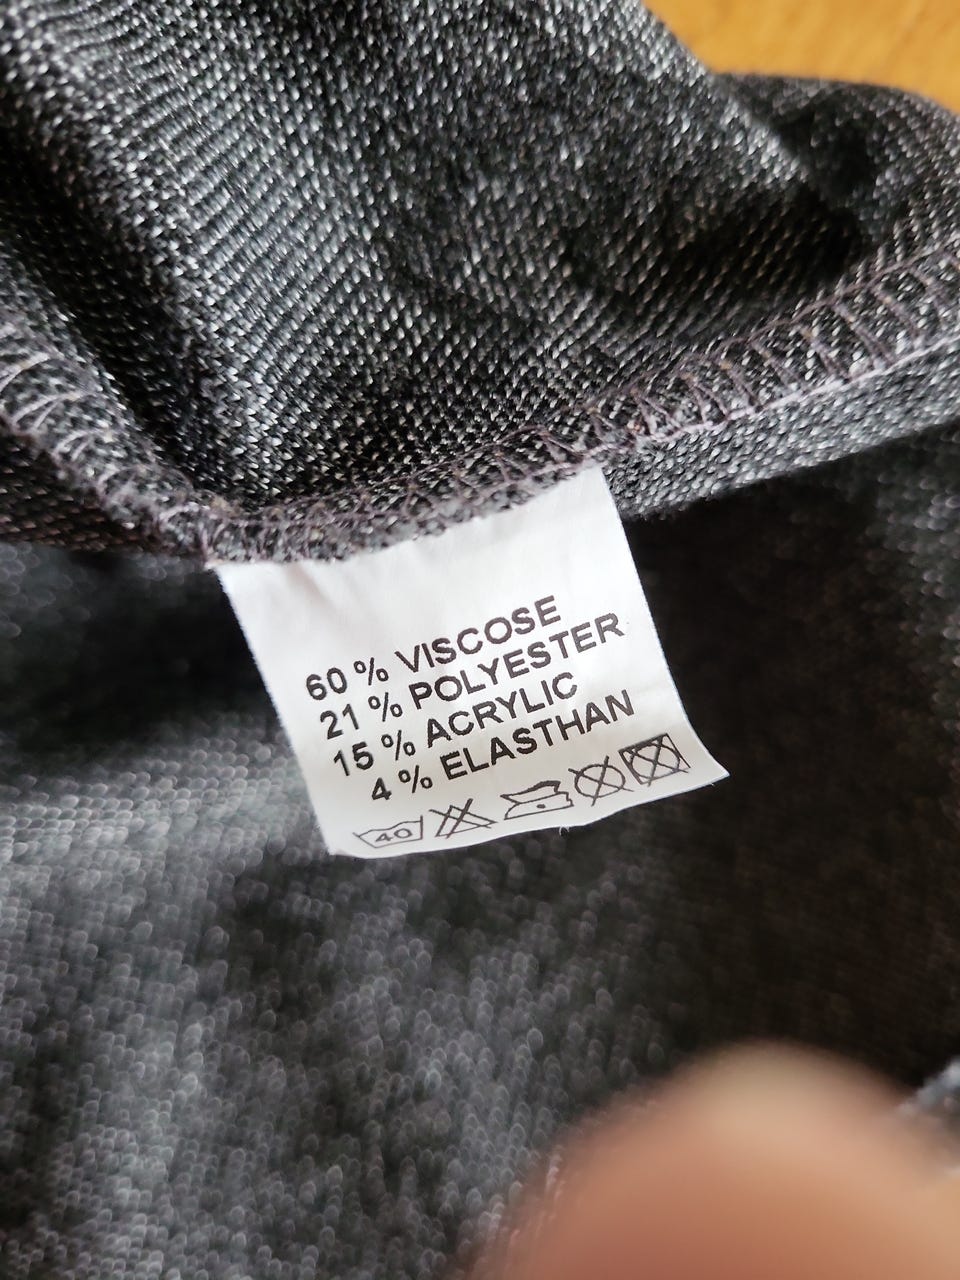 60 % VISCOSE
21 % POLYESTER
15 % ACRYLIC
4 % ELASTHAN
40